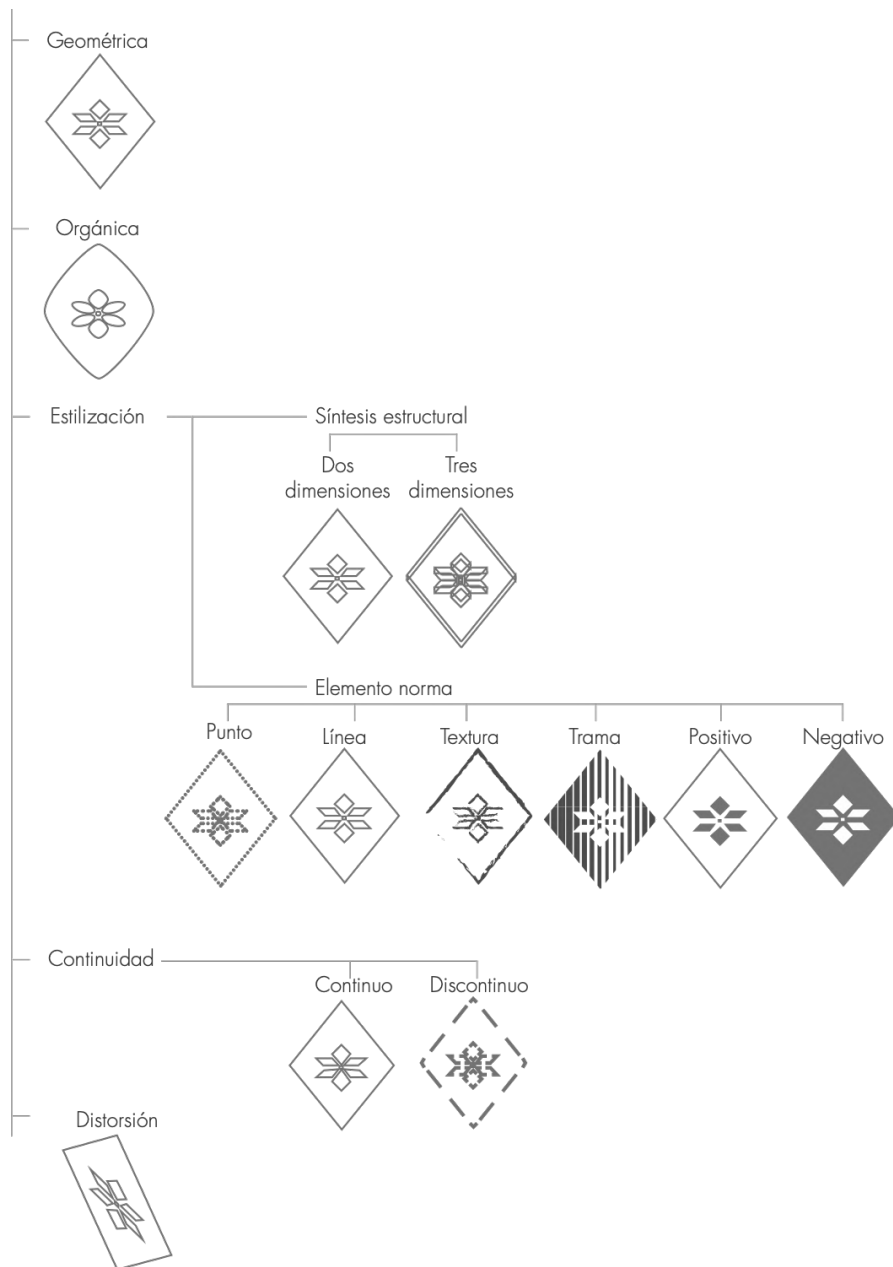 Geométrica
Orgánica
Estilización
Síntesis estructural
Dos
dimensiones
Tres
dimensiones
Elemento norma
Punto
Línea
Textura
Trama
Positivo
Negativo
Continuidad
Continuo
Discontinuo
Distorsión